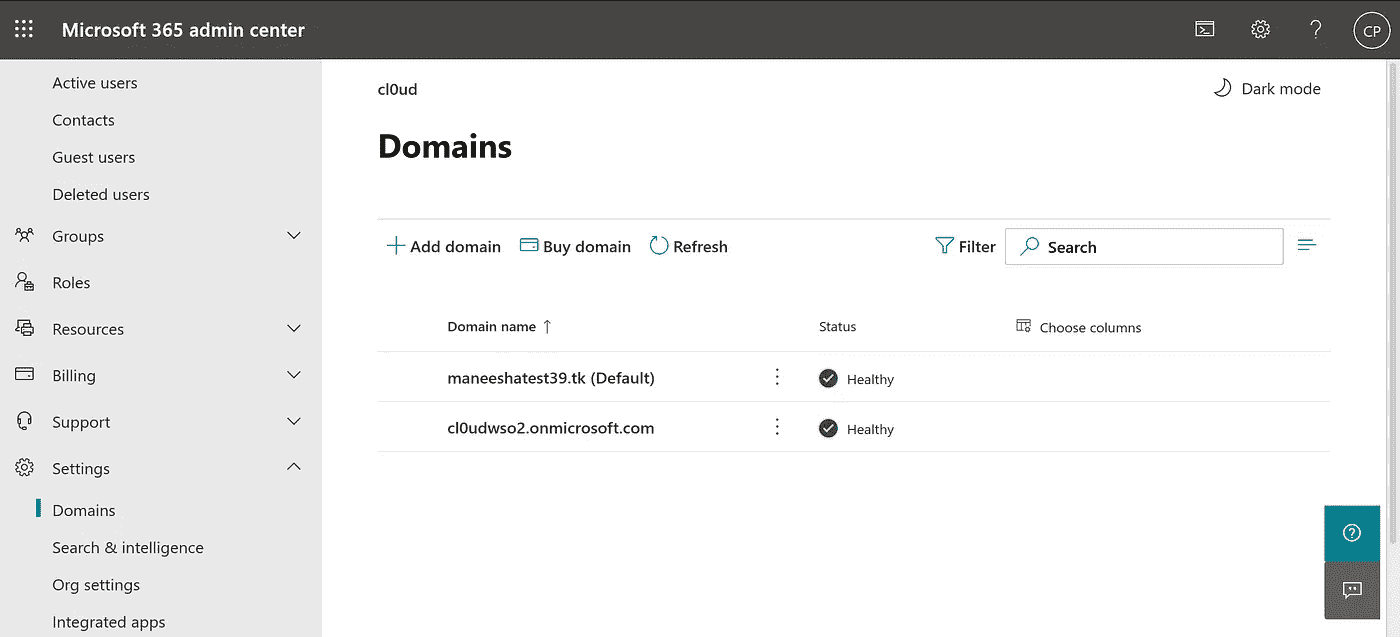 Microsoft 365 admin center
CP
Active users
Contacts
Guest users
Deleted users
Groups
Roles
Resources
Billing
Support
Settings
Domains
Search & intelligence
Org settings
Integrated apps
cl0ud
Dark mode
Domains
Add domain Buy domain Refresh Filter Search
Domain name ↑ Status Choose columns
maneeshatest39.tk (Default) Healthy
cl0udwso2.onmicrosoft.com Healthy